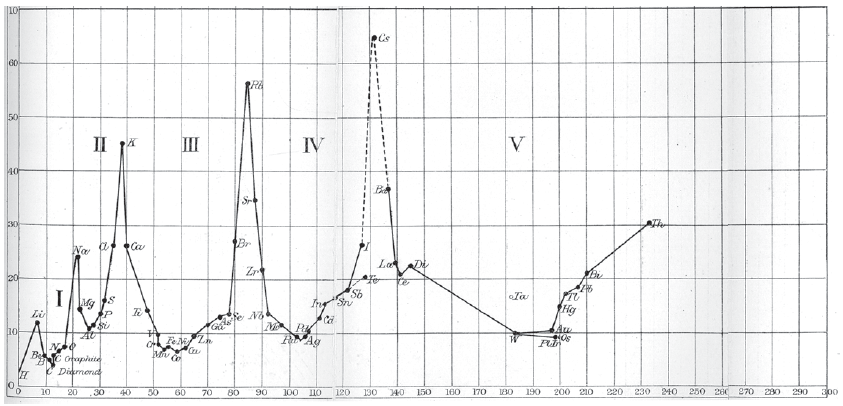 70
60
Cs
Rb
50
II
III
IV
V
K
40
Ba
Sr
Th
30
Cl
Ca
Br
I
Na
La
Di
Zr
Te
Ce
Bi
20
I
Li
Mg
S
P
Si
Al
Ti
Ga
As
Se
Nb
Mo
In
Sn
Sb
Ta
Tl
Pb
Hg
10
V
Cr
Mn
Fe
Ni
Co
Cu
Zn
Ru
Pd
Ag
Cd
W
Au
Os
Be
B
N
O
C Graphite
C Diamond
H
0
0 10 20 30 40 50 60 70 80 90 100 110 120 130 140 150 160 170 180 190 200 210 220 230 240 250 260 270 280 290 300